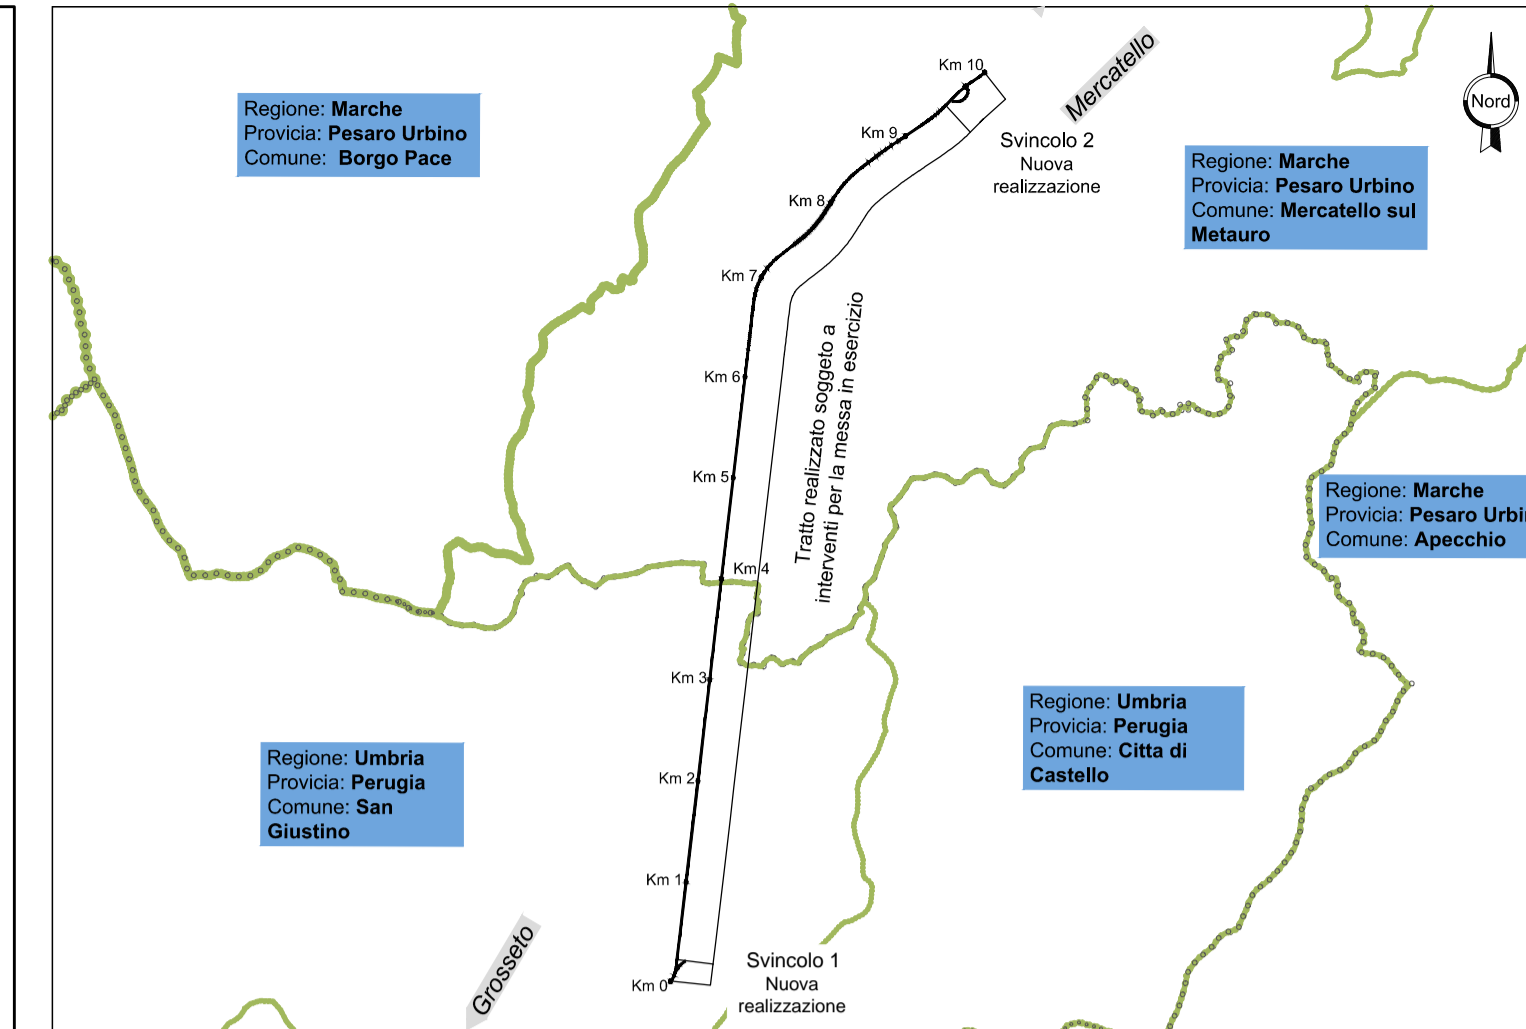 Regione: Marche
Provicia: Pesaro Urbino
Comune: Borgo Pace
Km 10
Mercatello
Nord
Km 9
Svincolo 2
Nuova
realizzazione
Regione: Marche
Provicia: Pesaro Urbino
Comune: Mercatello sul
Metauro
Km 8
Km 7
Km 6
Tratto realizzato soggeto a
interventi per la messa in esercizio
Km 5
Regione: Marche
Provicia: Pesaro
Comune: Apecchio
Km 4
Km 3
Regione: Umbria
Provicia: Perugia
Comune: Citta di
Castello
Regione: Umbria
Provicia: Perugia
Comune: San
Giustino
Km 2
Km 1
Grosseto
Km 0
Svincolo 1
Nuova
realizzazione